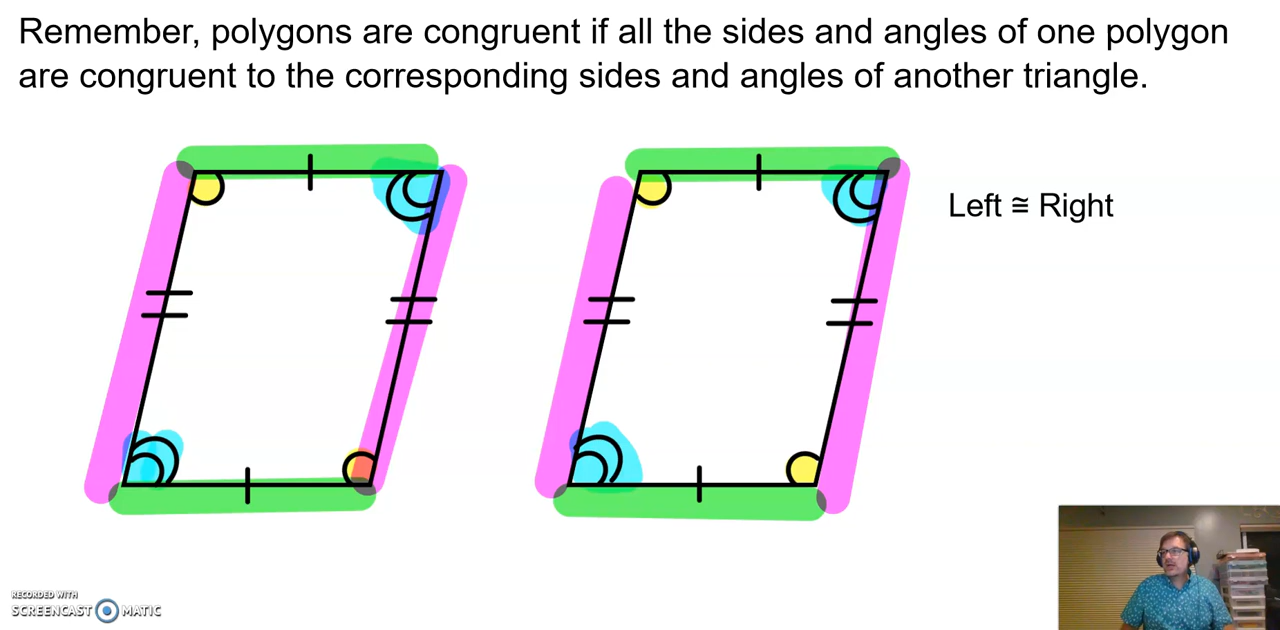 Remember, polygons are congruent if all the sides and angles of one polygon
are congruent to the corresponding sides and angles of another triangle.
Left ≅ Right
RECORDED WITH
SCREENCAST MATIC